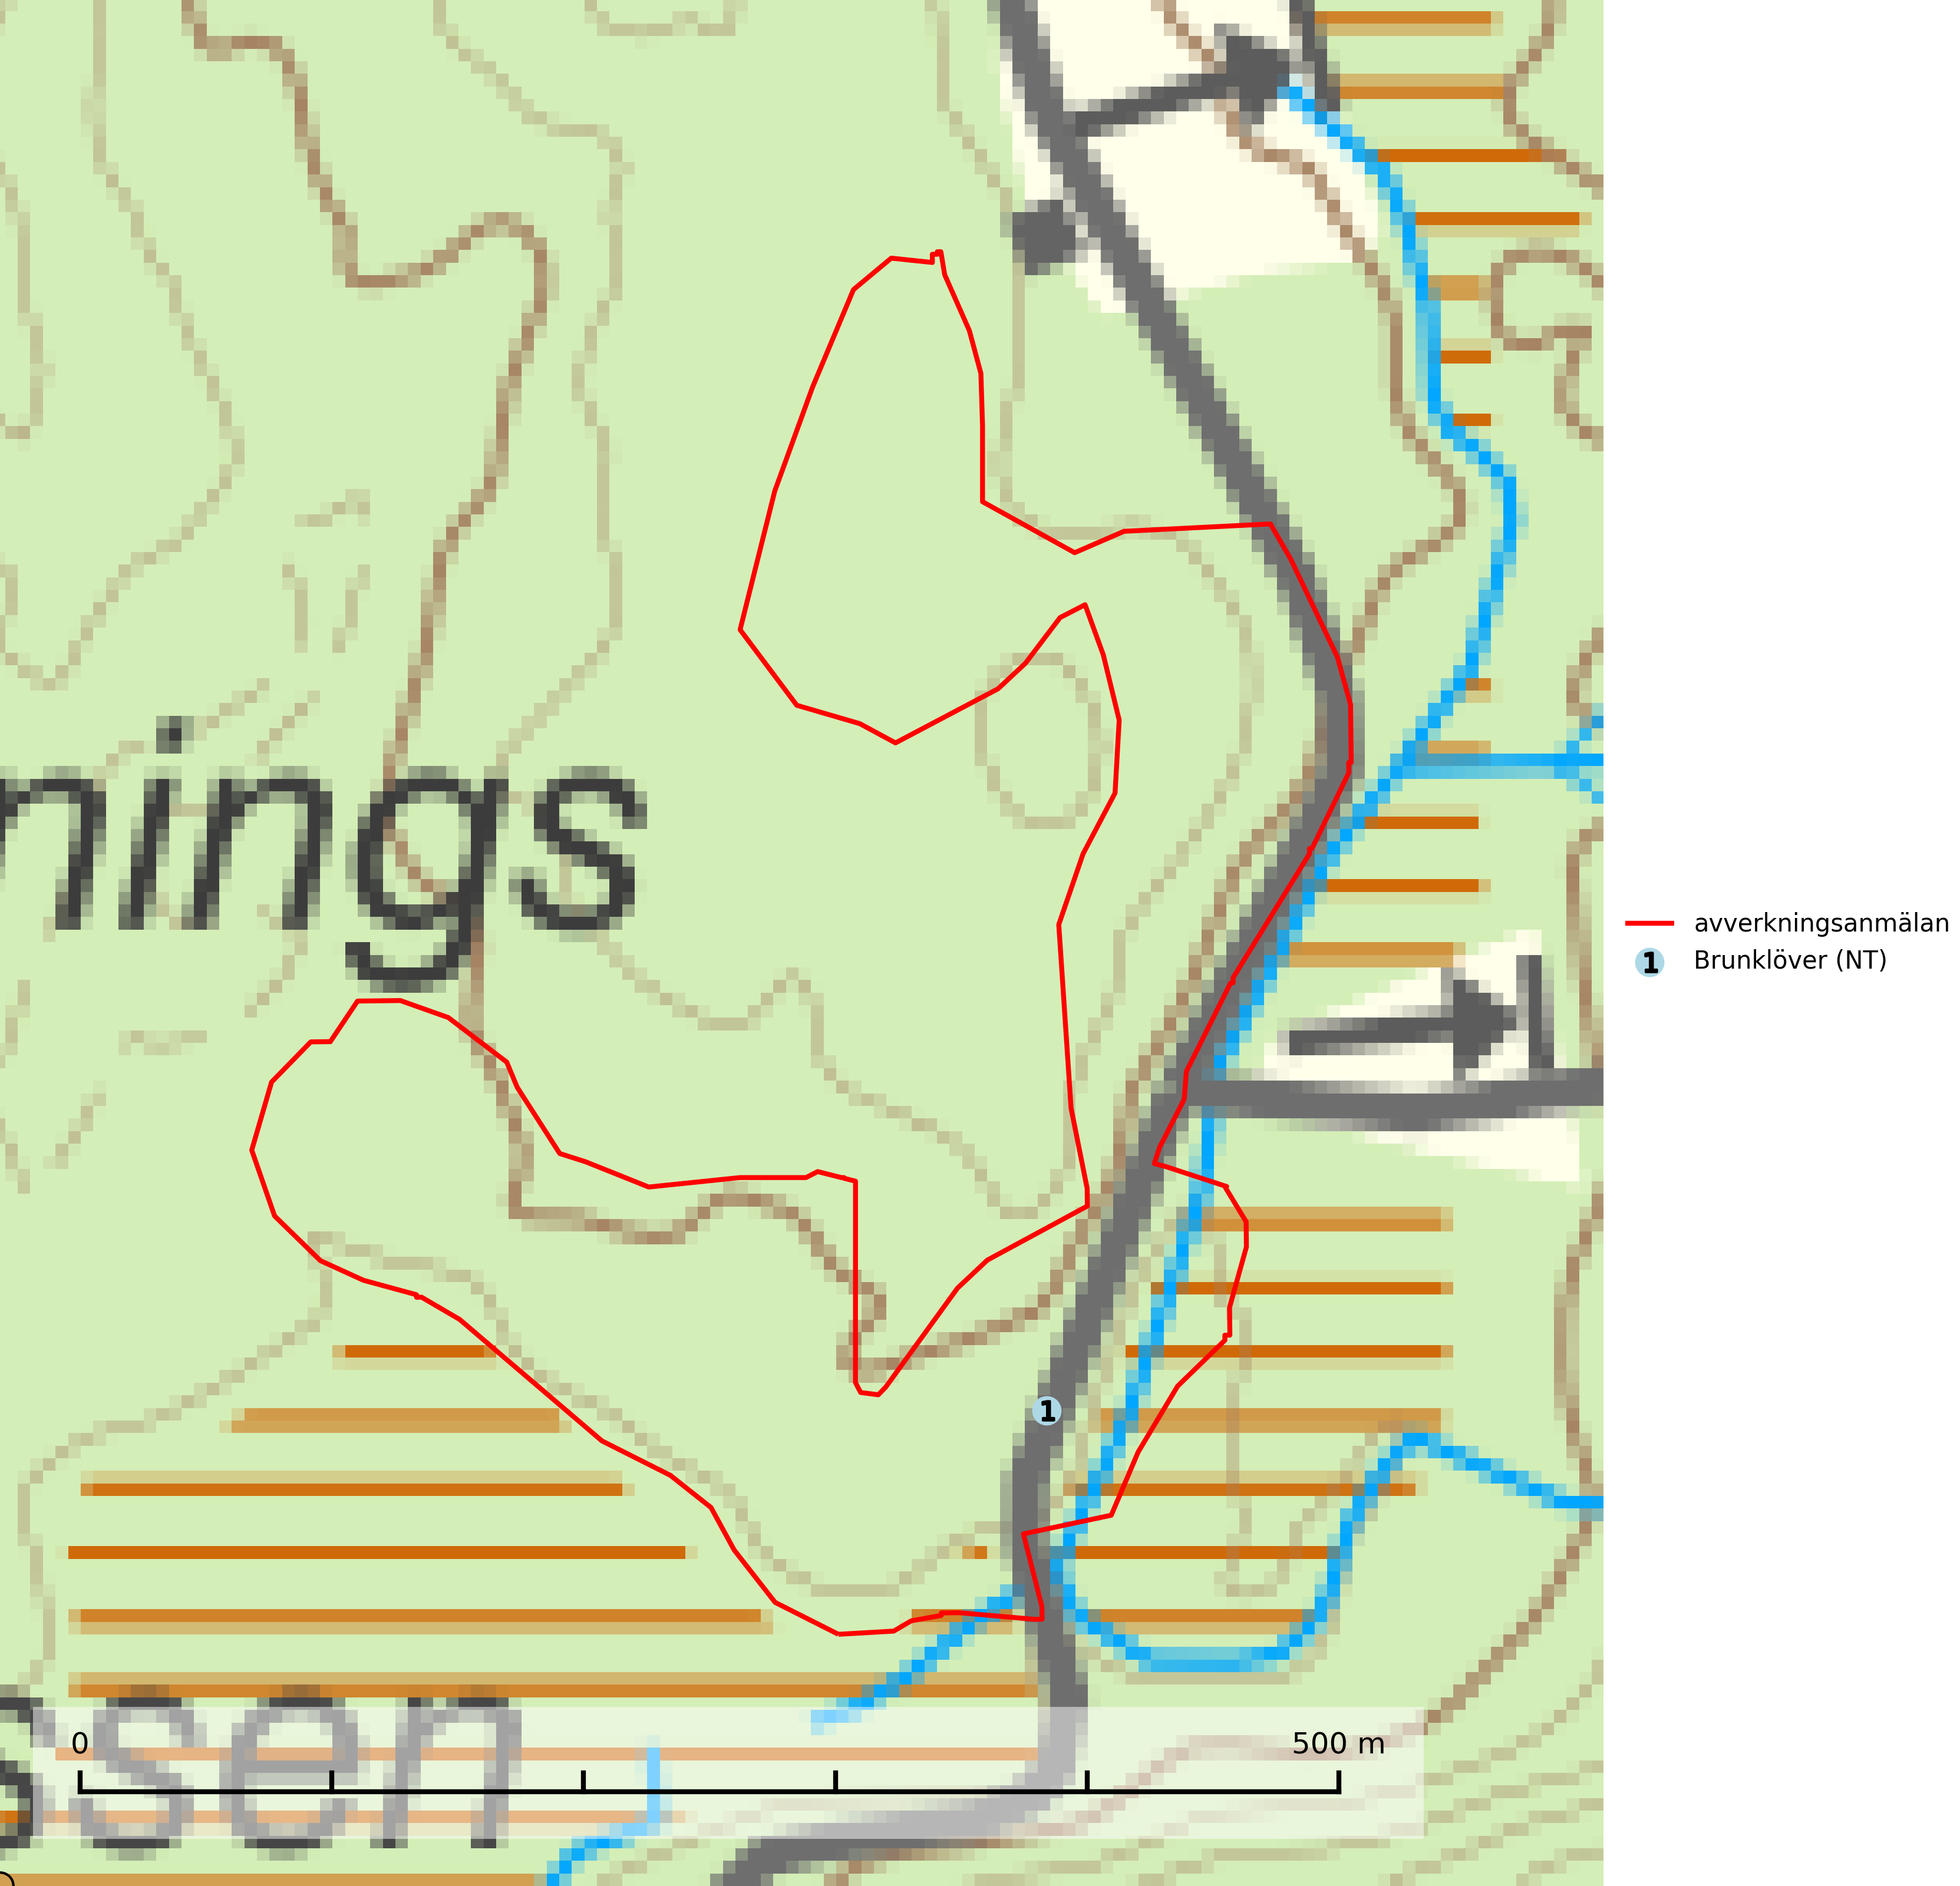 nings
avverkningsanmälan
1 Brunklöver (NT)
1
sen
0 500 m